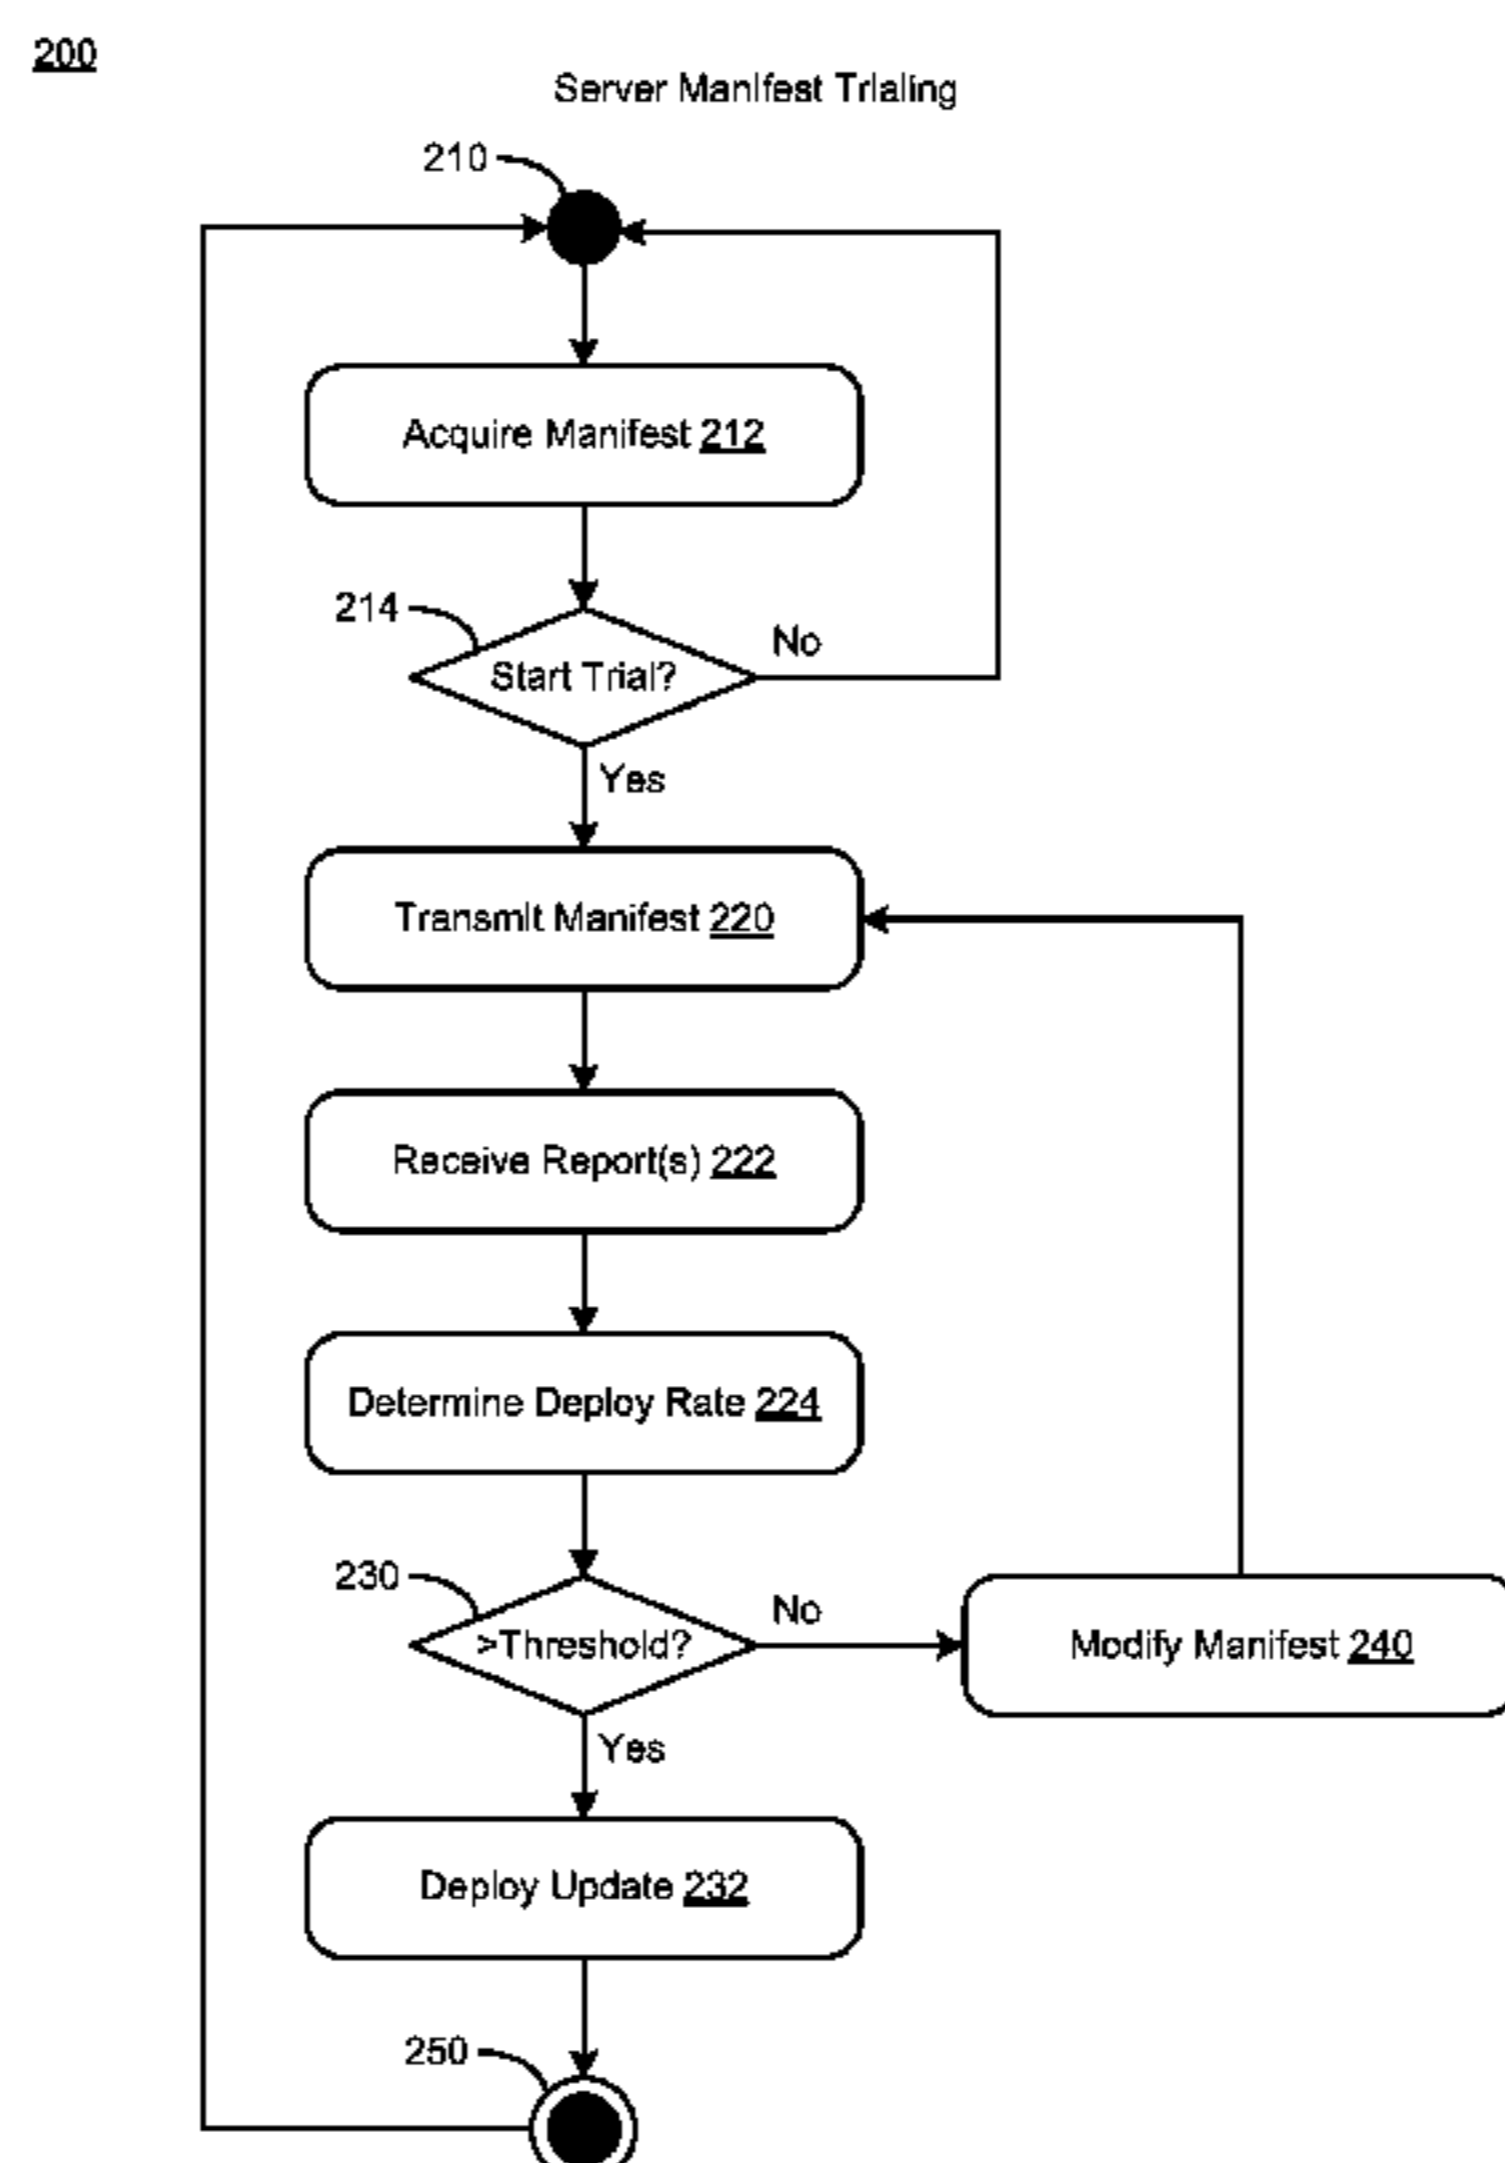 200
Server Manifest Trialing
210
Acquire Manifest 212
214
Start Trial?
No
Yes
Transmit Manifest 220
Receive Report(s) 222
Determine Deploy Rate 224
230
>Threshold?
No
Modify Manifest 240
Yes
Deploy Update 232
250